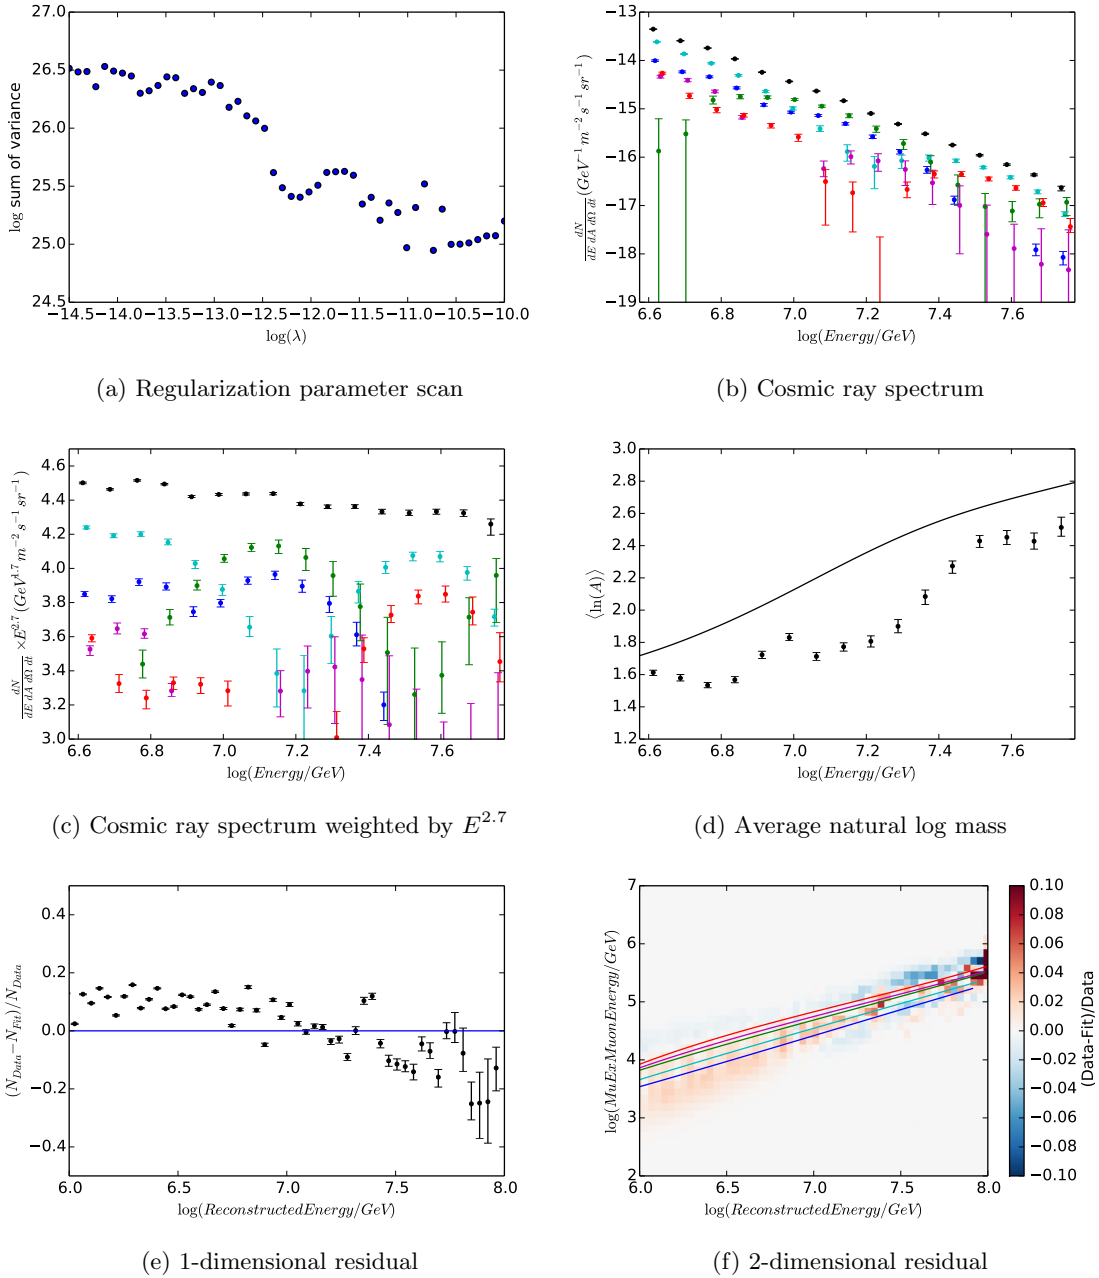 27.0
26.5
26.0
25.5
25.0
24.5
log sum of variance
−14.5 −14.0 −13.5 −13.0 −12.5 −12.0 −11.5 −11.0 −10.5 −10.0
log(λ)
(a) Regularization parameter scan
−13
−14
−15
−16
−17
−18
−19
dN
dE dA dΩ dt (GeV⁻¹ m⁻² s⁻¹ sr⁻¹)
6.6 6.8 7.0 7.2 7.4 7.6
log(Energy/GeV)
(b) Cosmic ray spectrum
4.6
4.4
4.2
4.0
3.8
3.6
3.4
3.2
3.0
dN
dE dA dΩ dt ×E^2.7 (GeV^1.7 m⁻² s⁻¹ sr⁻¹)
6.6 6.8 7.0 7.2 7.4 7.6
log(Energy/GeV)
(c) Cosmic ray spectrum weighted by E^2.7
3.0
2.8
2.6
2.4
2.2
2.0
1.8
1.6
1.4
1.2
⟨ln(A)⟩
6.6 6.8 7.0 7.2 7.4 7.6
log(Energy/GeV)
(d) Average natural log mass
0.4
0.2
0.0
−0.2
−0.4
(N_Data − N_Fit)/N_Data
6.0 6.5 7.0 7.5 8.0
log(ReconstructedEnergy/GeV)
(e) 1-dimensional residual
7
6
5
4
3
2
log(MuExMuonEnergy/GeV)
6.0 6.5 7.0 7.5 8.0
log(ReconstructedEnergy/GeV)
0.10
0.08
0.06
0.04
0.02
0.00
−0.02
−0.04
−0.06
−0.08
−0.10
(Data-Fit)/Data
(f) 2-dimensional residual